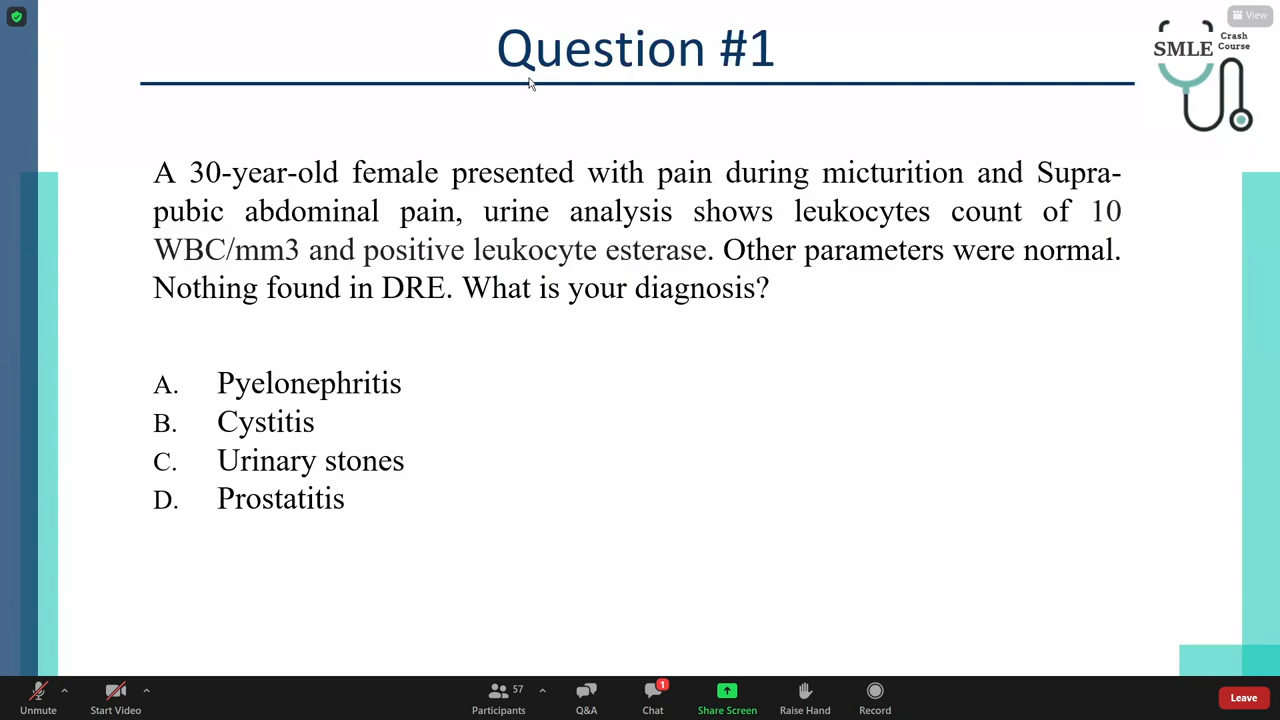 View
Question #1
SMLE Crash Course
A 30-year-old female presented with pain during micturition and Supra-
pubic abdominal pain, urine analysis shows leukocytes count of 10
WBC/mm3 and positive leukocyte esterase. Other parameters were normal.
Nothing found in DRE. What is your diagnosis?
A. Pyelonephritis
B. Cystitis
C. Urinary stones
D. Prostatitis
57
1
Unmute
Start Video
Participants
Q&A
Chat
Share Screen
Raise Hand
Record
Leave